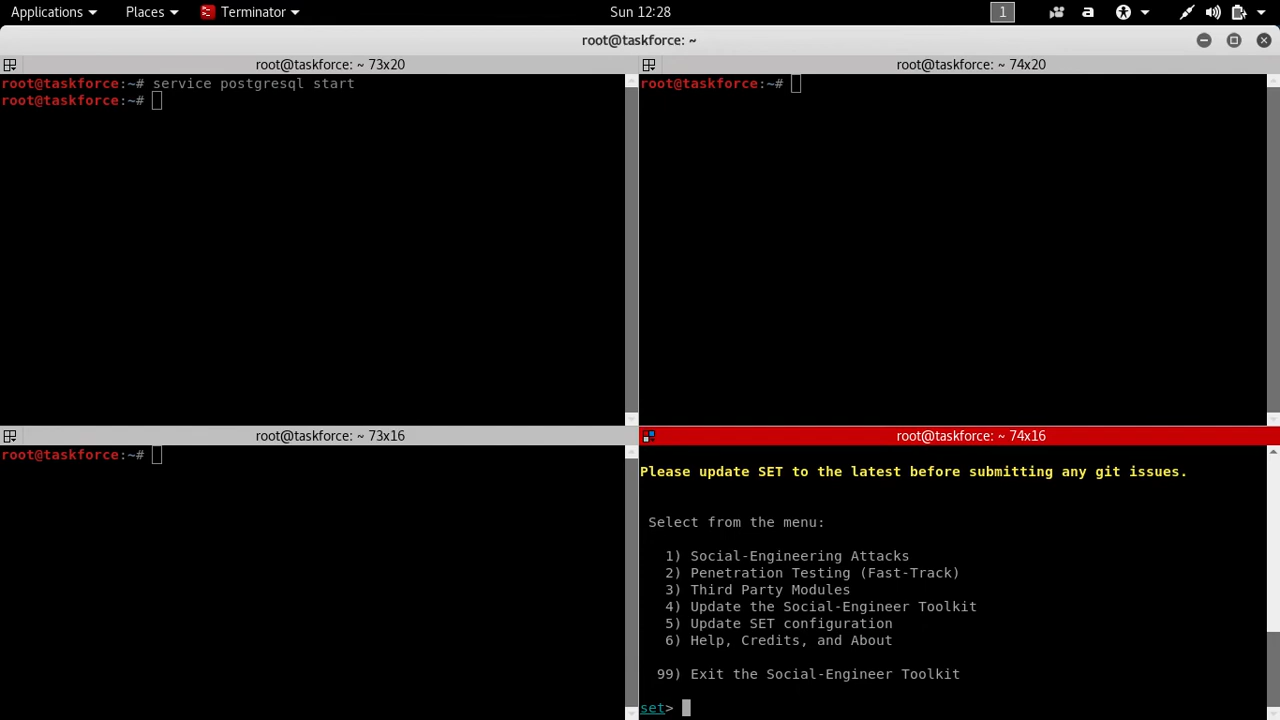 Applications Places Terminator Sun 12:28 1 a
root@taskforce: ~
root@taskforce: ~ 73x20
root@taskforce:~# service postgresql start
root@taskforce:~#
root@taskforce: ~ 74x20
root@taskforce:~#
root@taskforce: ~ 73x16
root@taskforce:~#
root@taskforce: ~ 74x16
Please update SET to the latest before submitting any git issues.
Select from the menu:
1) Social-Engineering Attacks
2) Penetration Testing (Fast-Track)
3) Third Party Modules
4) Update the Social-Engineer Toolkit
5) Update SET configuration
6) Help, Credits, and About
99) Exit the Social-Engineer Toolkit
set>